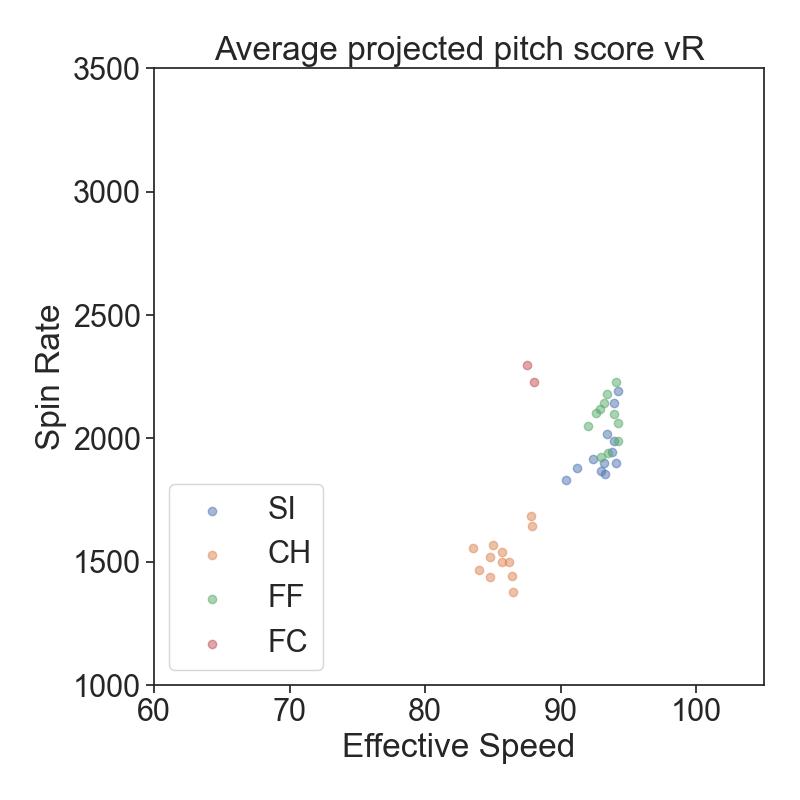 Average projected pitch score vR
3500
3000
2500
2000
1500
1000
Spin Rate
SI
CH
FF
FC
60 70 80 90 100
Effective Speed